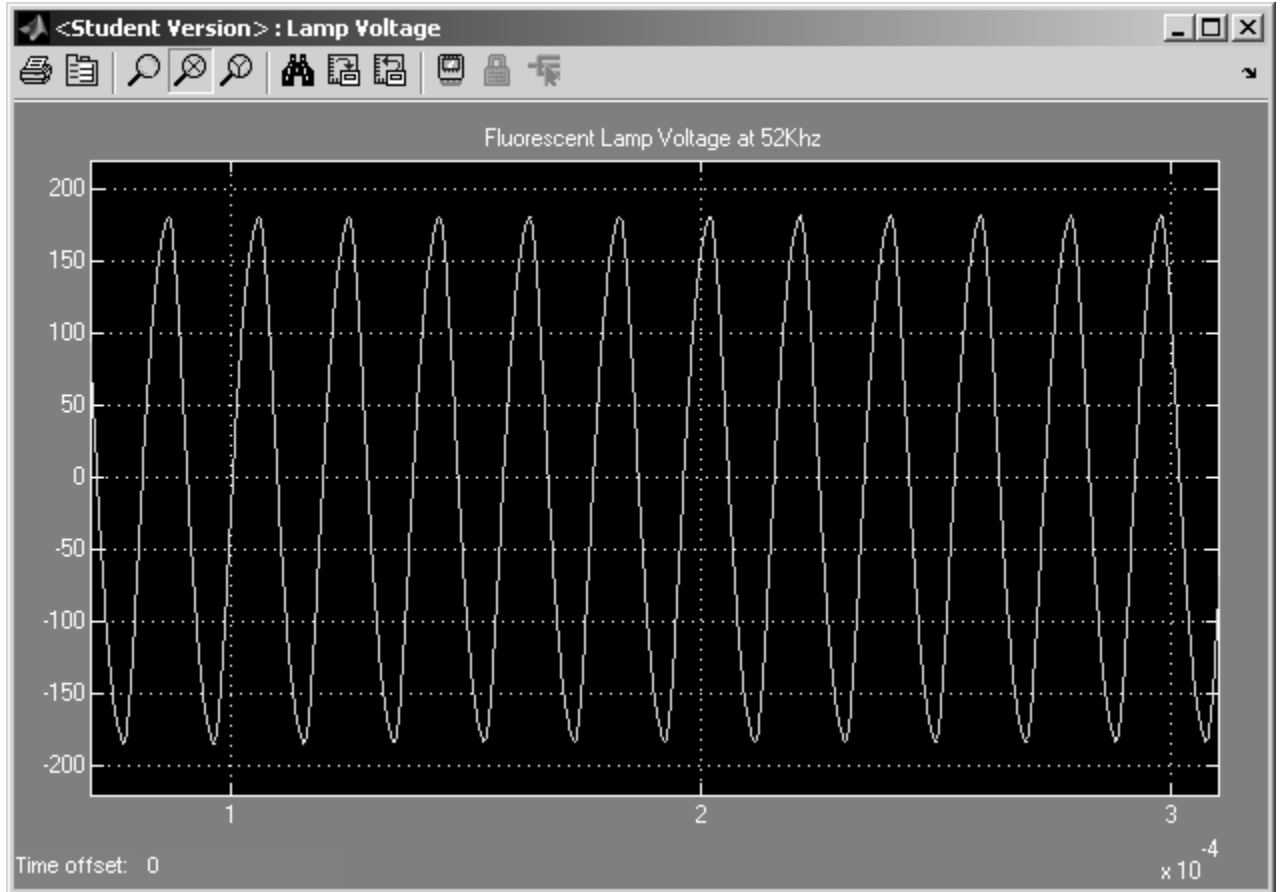 <Student Version> : Lamp Voltage
Fluorescent Lamp Voltage at 52Khz
200
150
100
50
0
-50
-100
-150
-200
1 2 3
x 10 -4
Time offset: 0